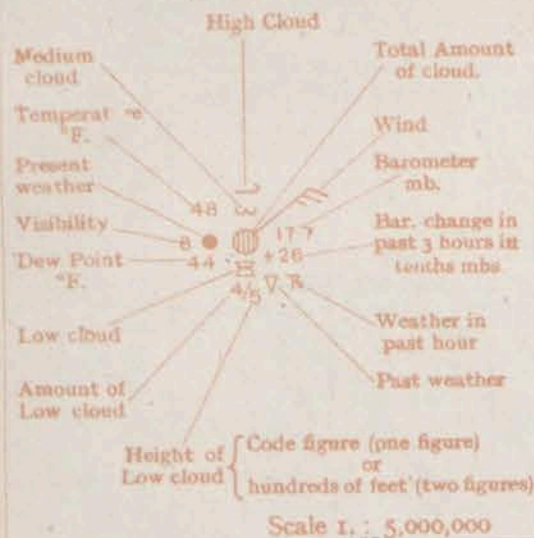 High Cloud
Medium
cloud
Total Amount
of cloud.
Temperat re
°F.
Wind
Present
weather
Barometer
mb.
48
Visibility
8
177
Bar. change in
past 3 hours in
tenths mbs
+26
Dew Point
°F.
44
4/5
Low cloud
Weather in
past hour
Amount of
Low cloud
Past weather
Height of
Low cloud
Code figure (one figure)
or
hundreds of feet (two figures)
Scale 1. : 5,000,000